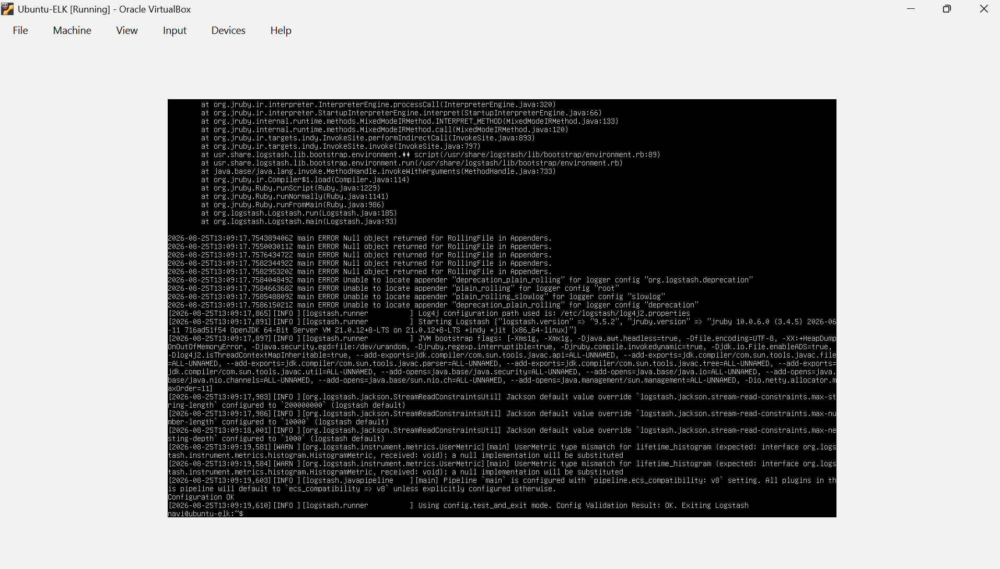 Ubuntu-ELK [Running] - Oracle VirtualBox
File Machine View Input Devices Help
at org.jruby.ir.interpreter.InterpreterEngine.processCall(InterpreterEngine.java:320)
at org.jruby.ir.interpreter.StartupInterpreterEngine.interpret(StartupInterpreterEngine.java:66)
at org.jruby.internal.runtime.methods.MixedModeIRMethod.INTERPRET_METHOD(MixedModeIRMethod.java:133)
at org.jruby.internal.runtime.methods.MixedModeIRMethod.call(MixedModeIRMethod.java:120)
at org.jruby.ir.targets.indy.InvokeSite.performIndirectCall(InvokeSite.java:893)
at org.jruby.ir.targets.indy.InvokeSite.invoke(InvokeSite.java:797)
at usr.share.logstash.lib.bootstrap.environment.♦♦ script(/usr/share/logstash/lib/bootstrap/environment.rb:89)
at usr.share.logstash.lib.bootstrap.environment.run(/usr/share/logstash/lib/bootstrap/environment.rb)
at java.base/java.lang.invoke.MethodHandle.invokeWithArguments(MethodHandle.java:733)
at org.jruby.ir.Compiler$1.load(Compiler.java:114)
at org.jruby.Ruby.runScript(Ruby.java:1229)
at org.jruby.Ruby.runNormally(Ruby.java:1141)
at org.jruby.Ruby.runFromMain(Ruby.java:986)
at org.logstash.Logstash.run(Logstash.java:185)
at org.logstash.Logstash.main(Logstash.java:93)
2026-08-25T13:09:17.754389406Z main ERROR Null object returned for RollingFile in Appenders.
2026-08-25T13:09:17.755003011Z main ERROR Null object returned for RollingFile in Appenders.
2026-08-25T13:09:17.757643472Z main ERROR Null object returned for RollingFile in Appenders.
2026-08-25T13:09:17.758234492Z main ERROR Null object returned for RollingFile in Appenders.
2026-08-25T13:09:17.758295320Z main ERROR Null object returned for RollingFile in Appenders.
2026-08-25T13:09:17.758404849Z main ERROR Unable to locate appender "deprecation_plain_rolling" for logger config "org.logstash.deprecation"
2026-08-25T13:09:17.758466368Z main ERROR Unable to locate appender "plain_rolling" for logger config "root"
2026-08-25T13:09:17.758548809Z main ERROR Unable to locate appender "plain_rolling_slowlog" for logger config "slowlog"
2026-08-25T13:09:17.758615021Z main ERROR Unable to locate appender "deprecation_plain_rolling" for logger config "deprecation"
[2026-08-25T13:09:17,865][INFO ][logstash.runner          ] Log4j configuration path used is: /etc/logstash/log4j2.properties
[2026-08-25T13:09:17,891][INFO ][logstash.runner          ] Starting Logstash {"logstash.version" => "9.5.2", "jruby.version" => "jruby 10.0.6.0 (3.4.5) 2026-06
-11 716ad51f54 OpenJDK 64-Bit Server VM 21.0.12+8-LTS on 21.0.12+8-LTS +indy +jit [x86_64-linux]"}
[2026-08-25T13:09:17,897][INFO ][logstash.runner          ] JVM bootstrap flags: [-Xms1g, -Xmx1g, -Djava.awt.headless=true, -Dfile.encoding=UTF-8, -XX:+HeapDump
OnOutOfMemoryError, -Djava.security.egd=file:/dev/urandom, -Djruby.regexp.interruptible=true, -Djruby.compile.invokedynamic=true, -Djdk.io.File.enableADS=true,
-Dlog4j2.isThreadContextMapInheritable=true, --add-exports=jdk.compiler/com.sun.tools.javac.api=ALL-UNNAMED, --add-exports=jdk.compiler/com.sun.tools.javac.file
=ALL-UNNAMED, --add-exports=jdk.compiler/com.sun.tools.javac.parser=ALL-UNNAMED, --add-exports=jdk.compiler/com.sun.tools.javac.tree=ALL-UNNAMED, --add-exports=
jdk.compiler/com.sun.tools.javac.util=ALL-UNNAMED, --add-opens=java.base/java.security=ALL-UNNAMED, --add-opens=java.base/java.io=ALL-UNNAMED, --add-opens=java.
base/java.nio.channels=ALL-UNNAMED, --add-opens=java.base/sun.nio.ch=ALL-UNNAMED, --add-opens=java.management/sun.management=ALL-UNNAMED, -Dio.netty.allocator.m
axOrder=11]
[2026-08-25T13:09:17,983][INFO ][org.logstash.jackson.StreamReadConstraintsUtil] Jackson default value override `logstash.jackson.stream-read-constraints.max-st
ring-length` configured to `200000000` (logstash default)
[2026-08-25T13:09:17,986][INFO ][org.logstash.jackson.StreamReadConstraintsUtil] Jackson default value override `logstash.jackson.stream-read-constraints.max-nu
mber-length` configured to `10000` (logstash default)
[2026-08-25T13:09:18,001][INFO ][org.logstash.jackson.StreamReadConstraintsUtil] Jackson default value override `logstash.jackson.stream-read-constraints.max-ne
sting-depth` configured to `1000` (logstash default)
[2026-08-25T13:09:19,581][WARN ][org.logstash.instrument.metrics.UserMetric][main] UserMetric type mismatch for lifetime_histogram (expected: interface org.logs
tash.instrument.metrics.histogram.HistogramMetric, received: void); a null implementation will be substituted
[2026-08-25T13:09:19,584][WARN ][org.logstash.instrument.metrics.UserMetric][main] UserMetric type mismatch for lifetime_histogram (expected: interface org.logs
tash.instrument.metrics.histogram.HistogramMetric, received: void); a null implementation will be substituted
[2026-08-25T13:09:19,603][INFO ][logstash.javapipeline    ][main] Pipeline `main` is configured with `pipeline.ecs_compatibility: v8` setting. All plugins in th
is pipeline will default to `ecs_compatibility => v8` unless explicitly configured otherwise.
Configuration OK
[2026-08-25T13:09:19,610][INFO ][logstash.runner          ] Using config.test_and_exit mode. Config Validation Result: OK. Exiting Logstash
navi@ubuntu-elk:~$